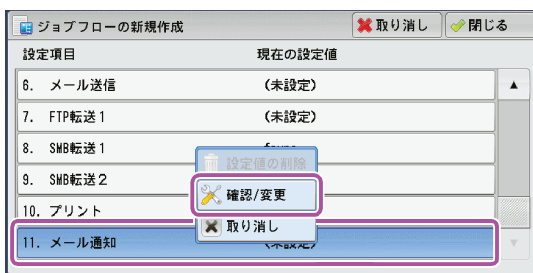 ジョブフローの新規作成 取り消し 閉じる
設定項目 現在の設定値
6. メール送信 (未設定)
7. FTP転送1 (未設定)
8. SMB転送1
設定値の削除
9. SMB転送2
確認/変更
10. プリント
取り消し
11. メール通知 (未設定)